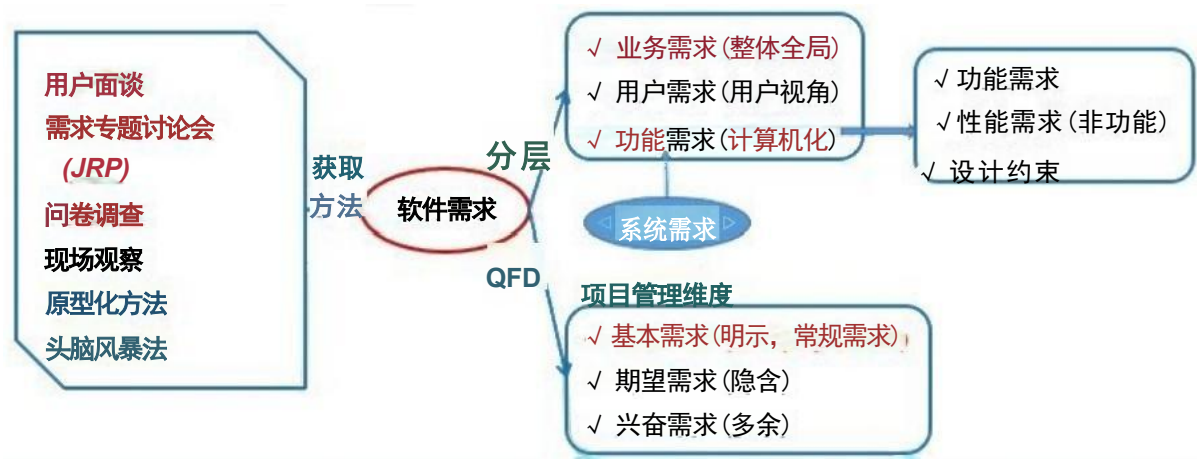 用户面谈
需求专题讨论会
(JRP)
问卷调查
现场观察
原型化方法
头脑风暴法
获取
方法
软件需求
分层
QFD
√ 业务需求(整体全局)
√ 用户需求(用户视角)
√ 功能需求(计算机化)
系统需求
√ 功能需求
√ 性能需求(非功能)
√ 设计约束
项目管理维度
√ 基本需求(明示，常规需求)
√ 期望需求(隐含)
√ 兴奋需求(多余)